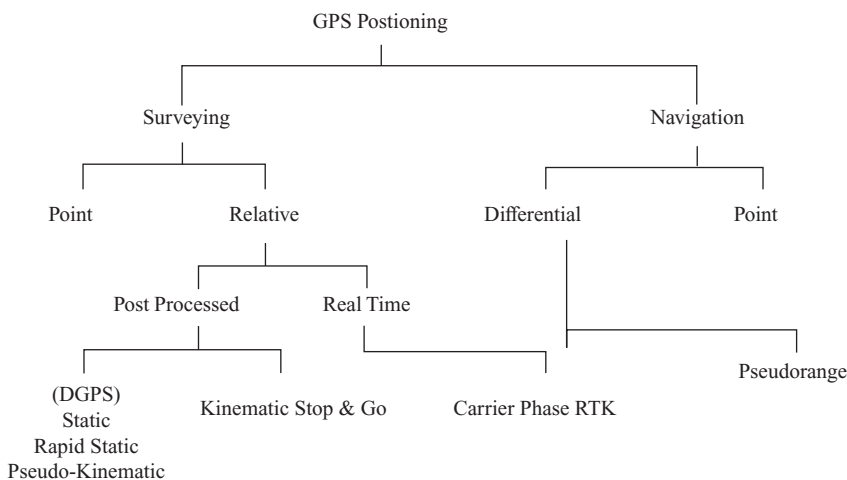 GPS Postioning
Surveying
Navigation
Point
Relative
Differential
Point
Post Processed
Real Time
(DGPS)
Static
Rapid Static
Pseudo-Kinematic
Kinematic Stop & Go
Carrier Phase RTK
Pseudorange